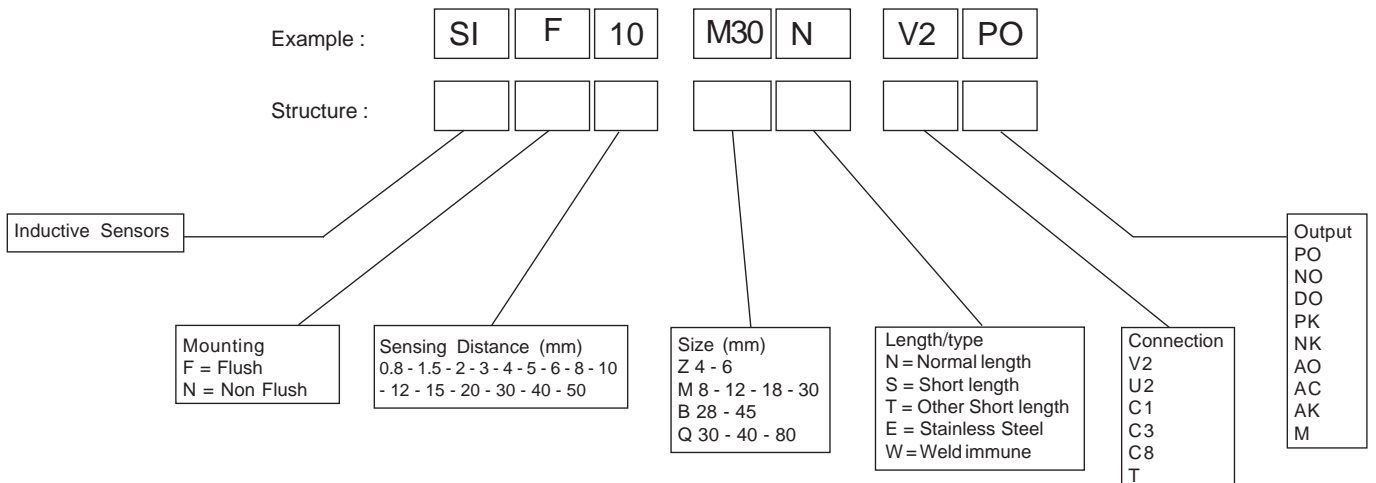 Example : SI F 10 M30 N V2 PO
Structure :
Inductive Sensors
Mounting
F = Flush
N = Non Flush
Sensing Distance (mm)
0.8 - 1.5 - 2 - 3 - 4 - 5 - 6 - 8 - 10
- 12 - 15 - 20 - 30 - 40 - 50
Size (mm)
Z 4 - 6
M 8 - 12 - 18 - 30
B 28 - 45
Q 30 - 40 - 80
Length/type
N = Normal length
S = Short length
T = Other Short length
E = Stainless Steel
W = Weld immune
Connection
V2
U2
C1
C3
C8
T
Output
PO
NO
DO
PK
NK
AO
AC
AK
M